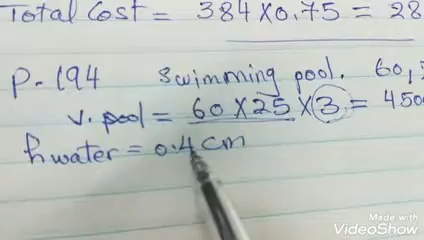 Total Cost = 384 × 0.75 = 28
P-194 Swimming pool. 60,
v. pool = 60 × 25 × 3 = 450
h water = 0.4 cm
Made with
VideoShow